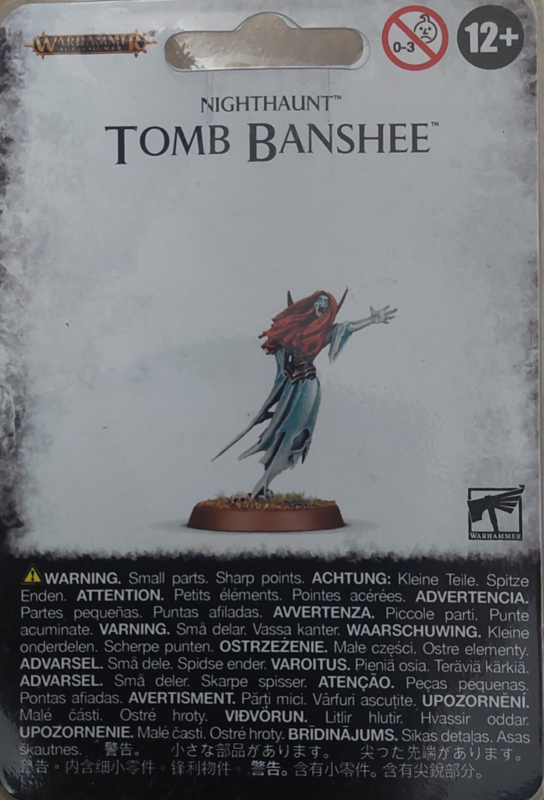 WARHAMMER
AGE OF SIGMAR
0-3
12+
NIGHTHAUNT™
TOMB BANSHEE™
WARHAMMER
WARNING. Small parts. Sharp points. ACHTUNG: Kleine Teile. Spitze
Enden. ATTENTION. Petits éléments. Pointes acérées. ADVERTENCIA.
Partes pequeñas. Puntas afiladas. AVVERTENZA. Piccole parti. Punte
acuminate. VARNING. Små delar. Vassa kanter. WAARSCHUWING. Kleine
onderdelen. Scherpe punten. OSTRZEŻENIE. Małe części. Ostre elementy.
ADVARSEL. Små dele. Spidse ender. VAROITUS. Pieniä osia. Teräviä kärkiä.
ADVARSEL. Små deler. Skarpe spisser. ATENÇÃO. Peças pequenas.
Pontas afiadas. AVERTISMENT. Părți mici. Vârfuri ascuțite. UPOZORNĚNÍ.
Malé části. Ostré hroty. VIÐVÖRUN. Litlir hlutir. Hvassir oddar.
UPOZORNENIE. Malé časti. Ostré hroty. BRĪDINĀJUMS. Sīkas detaļas. Asas
šķautnes. 警告。 小さな部品があります。 尖った先端があります。
警告。内含细小零件。锋利物件。警告。含有小零件。含有尖銳部分。